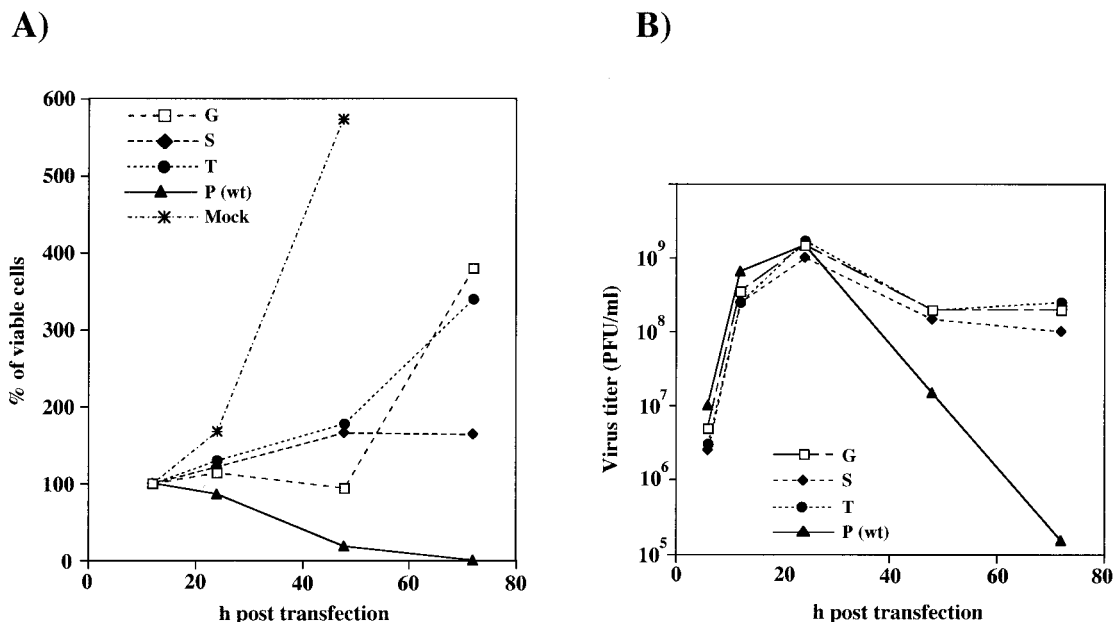 A)
600
500
400
300
200
100
0
0 20 40 60 80
% of viable cells
h post transfection
G
S
T
P (wt)
Mock
B)
10^9
10^8
10^7
10^6
10^5
0 20 40 60 80
Virus titer (PFU/ml)
h post transfection
G
S
T
P (wt)